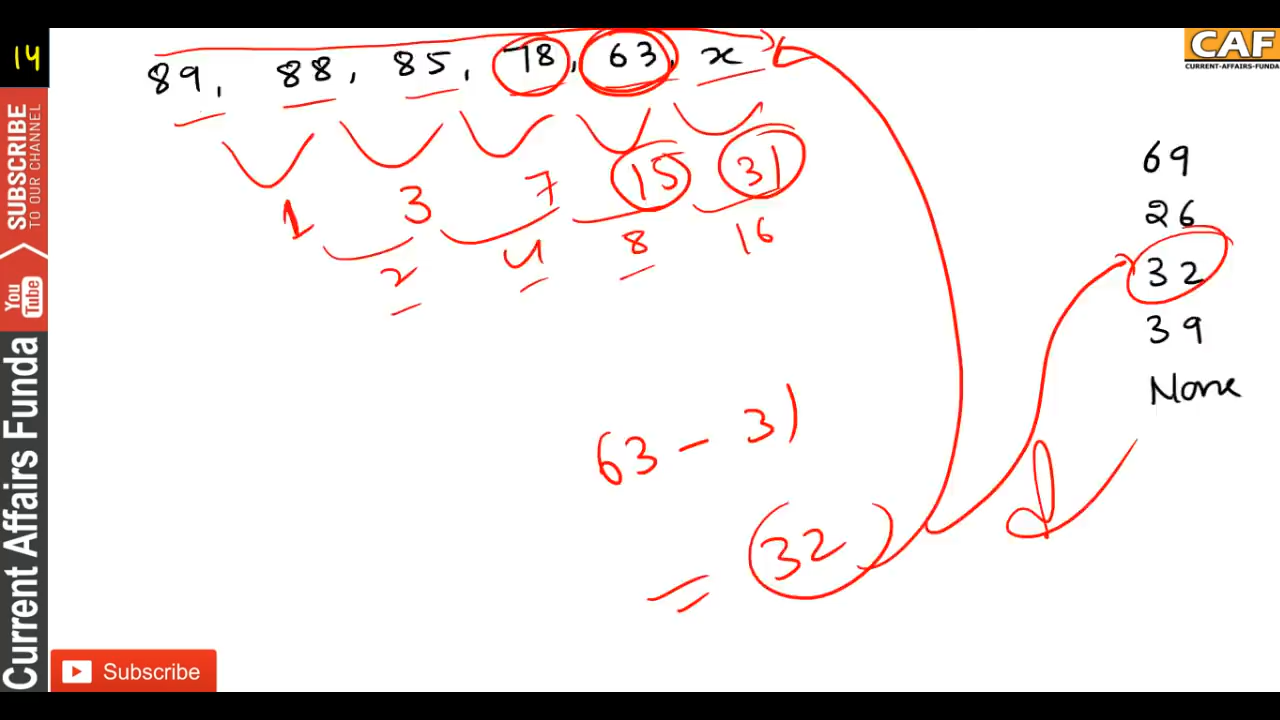 14
CAF
CURRENT-AFFAIRS-FUNDA
SUBSCRIBE
TO OUR CHANNEL
You Tube
Current Affairs Funda
89, 88, 85, 78, 63, x
1 3 7 15 31
2 4 8 16
69
26
32
39
None
63 - 31
= 32
Subscribe